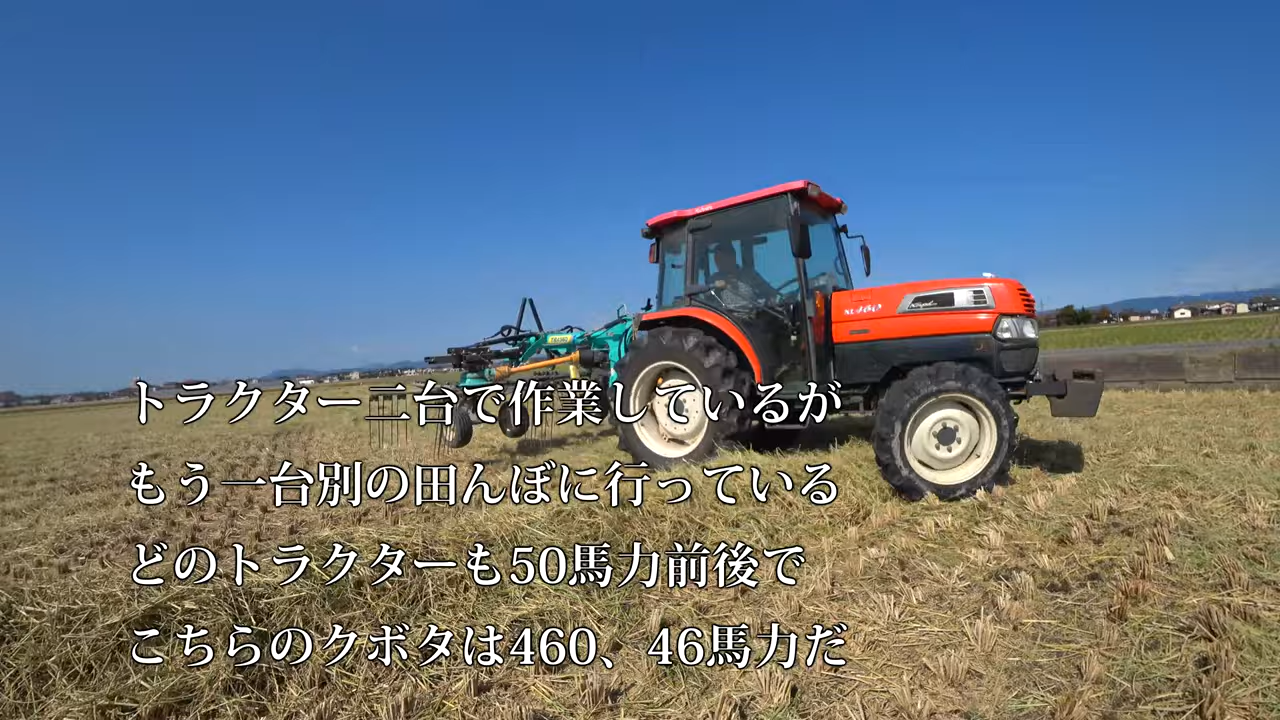 KL460
トラクター二台で作業しているが
もう一台別の田んぼに行っている
どのトラクターも50馬力前後で
こちらのクボタは460、46馬力だ